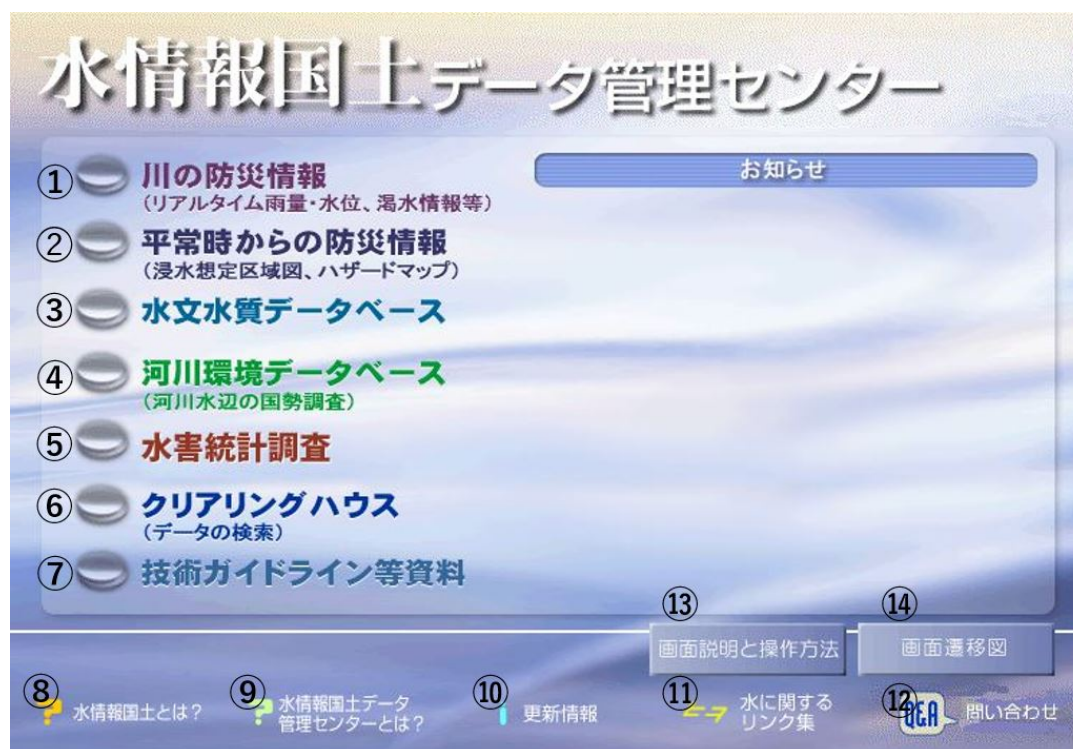 水情報国土データ管理センター
① 川の防災情報
(リアルタイム雨量・水位、渇水情報等)
② 平常時からの防災情報
(浸水想定区域図、ハザードマップ)
③ 水文水質データベース
④ 河川環境データベース
(河川水辺の国勢調査)
⑤ 水害統計調査
⑥ クリアリングハウス
(データの検索)
⑦ 技術ガイドライン等資料
お知らせ
⑬ 画面説明と操作方法
⑭ 画面遷移図
⑧ ? 水情報国土とは?
⑨ ? 水情報国土データ
管理センターとは?
⑩ i 更新情報
⑪ 水に関する
リンク集
⑫ Q&A 問い合わせ